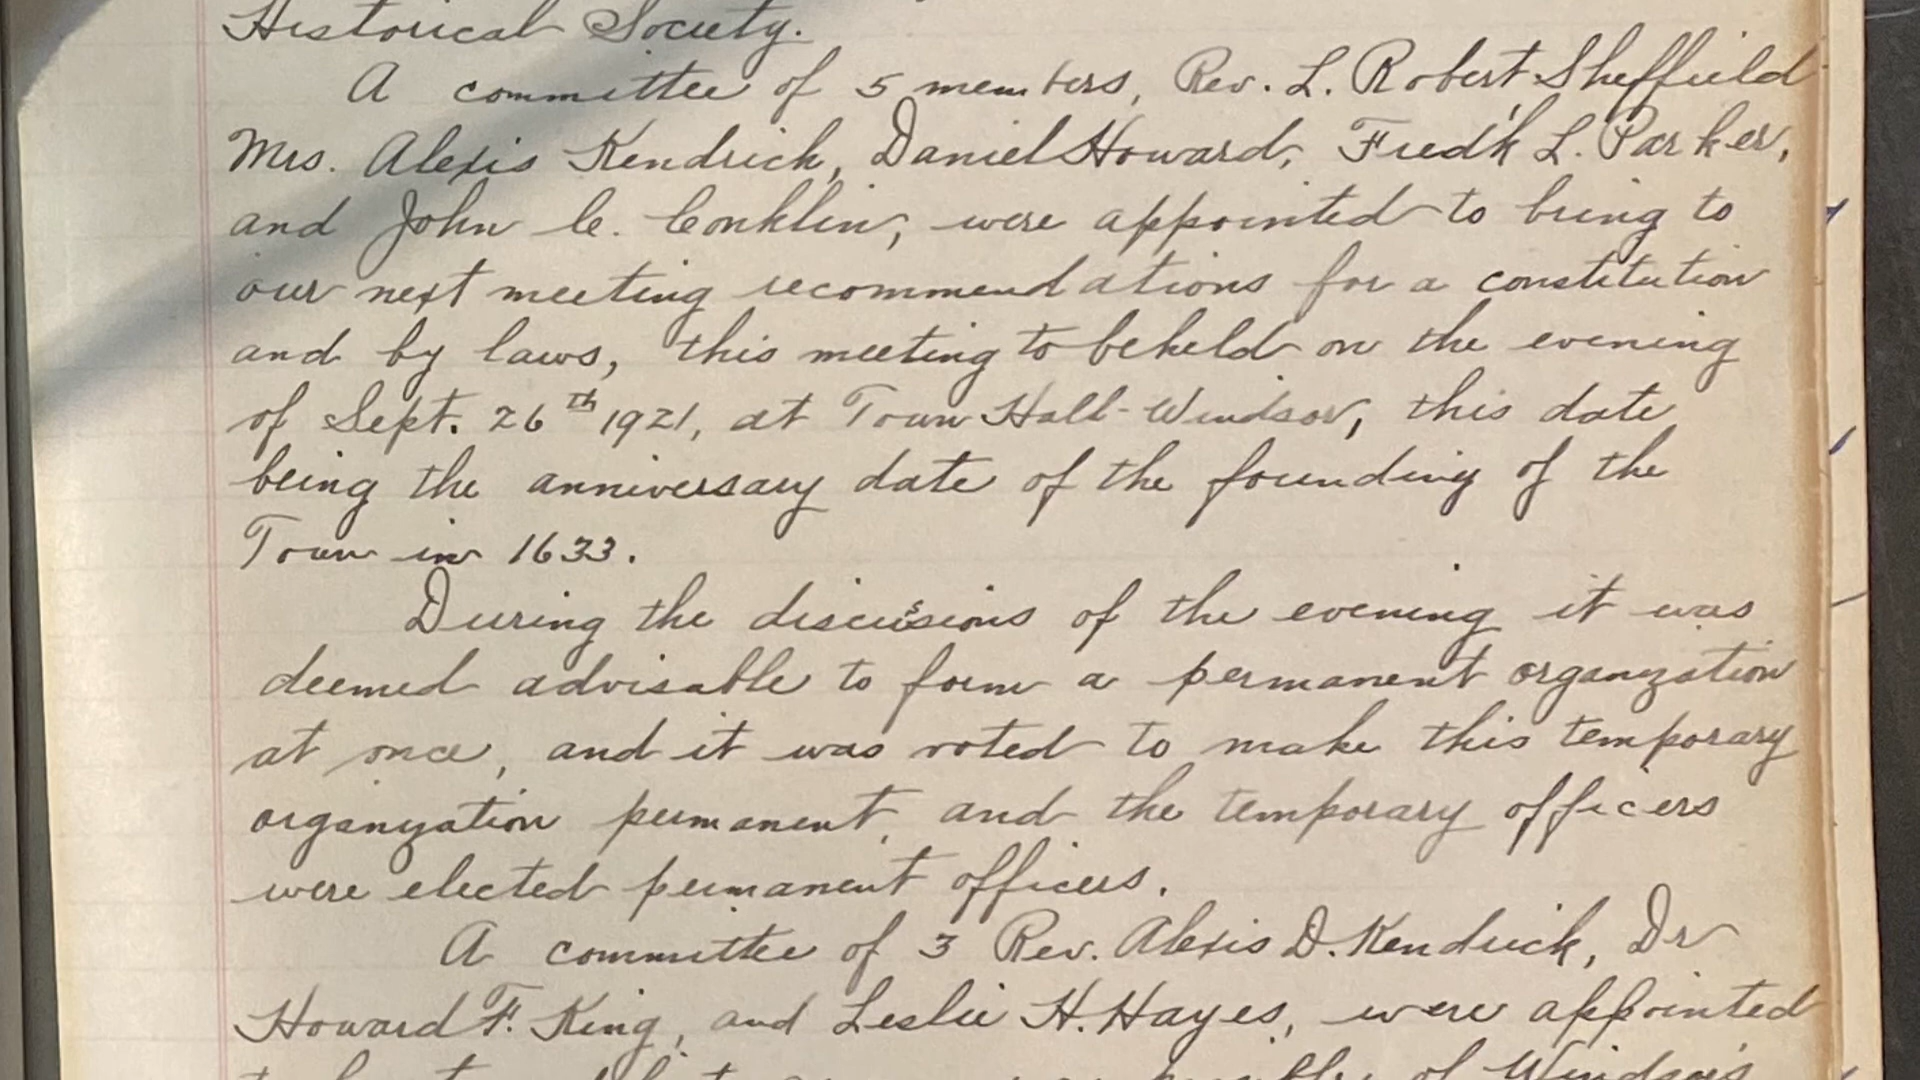 Historical Society.
A committee of 5 members, Rev. L. Robert Sheffield
Mrs. Alexis Kendrick, Daniel Howard, Fred'k L. Parker,
and John C. Conklin, were appointed to bring to
our next meeting recommendations for a constitution
and by laws, this meeting to be held on the evening
of Sept. 26th 1921, at Town Hall-Windsor, this date
being the anniversary date of the founding of the
Town in 1633.
During the discussions of the evening it was
deemed advisable to form a permanent organization
at once, and it was voted to make this temporary
organization permanent, and the temporary officers
were elected permanent officers.
A committee of 3 Rev. Alexis D. Kendrick, Dr
Howard F. King, and Leslie H. Hayes, were appointed
of Windsor's